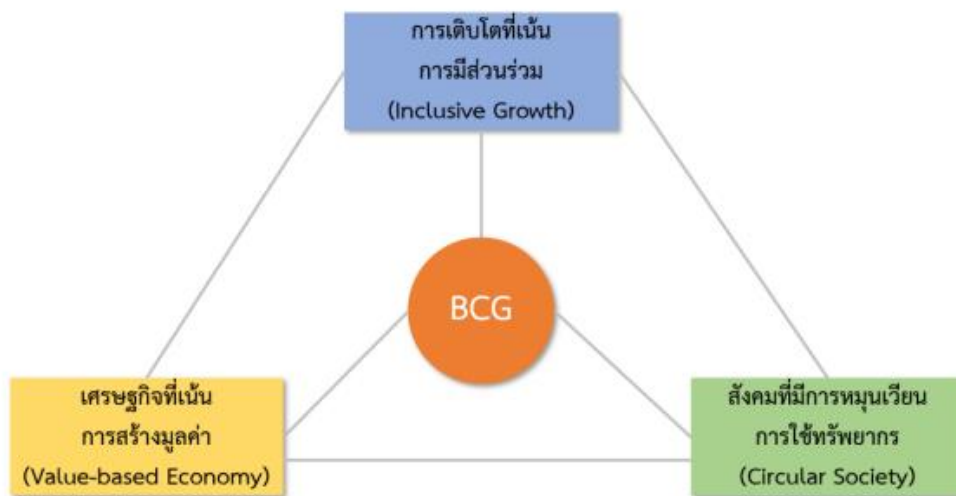 การเติบโตที่เน้น
การมีส่วนร่วม
(Inclusive Growth)
BCG
เศรษฐกิจที่เน้น
การสร้างมูลค่า
(Value-based Economy)
สังคมที่มีการหมุนเวียน
การใช้ทรัพยากร
(Circular Society)